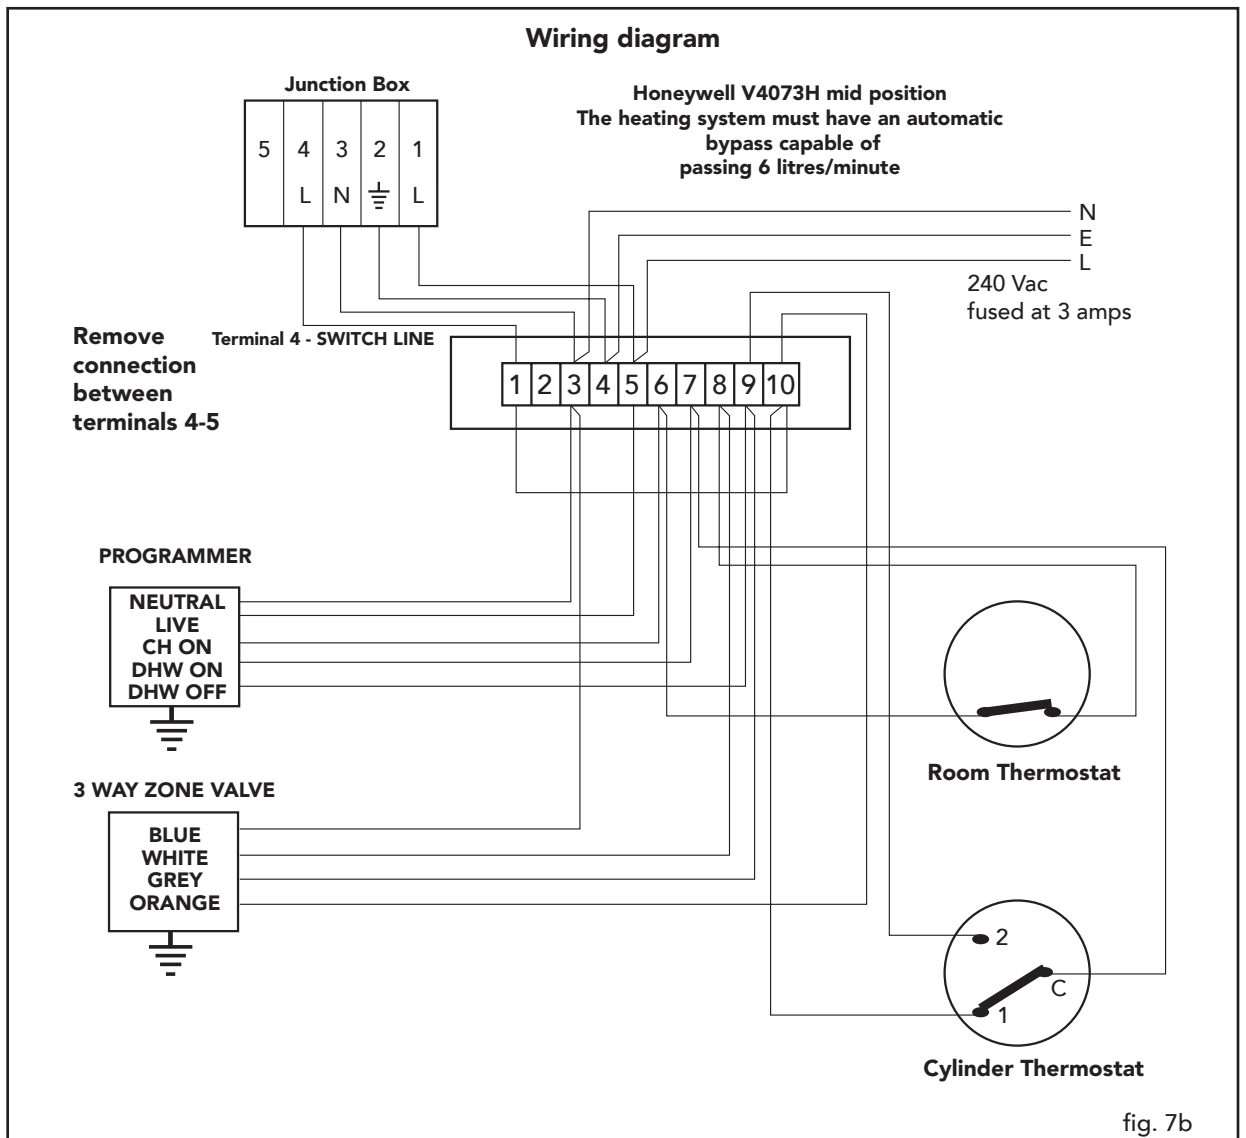 Wiring diagram
Junction Box
5 4 3 2 1
L N L
Honeywell V4073H mid position
The heating system must have an automatic
bypass capable of
passing 6 litres/minute
N
E
L
240 Vac
fused at 3 amps
Remove
connection
between
terminals 4-5
Terminal 4 - SWITCH LINE
1 2 3 4 5 6 7 8 9 10
PROGRAMMER
NEUTRAL
LIVE
CH ON
DHW ON
DHW OFF
Room Thermostat
3 WAY ZONE VALVE
BLUE
WHITE
GREY
ORANGE
2
C
1
Cylinder Thermostat
fig. 7b